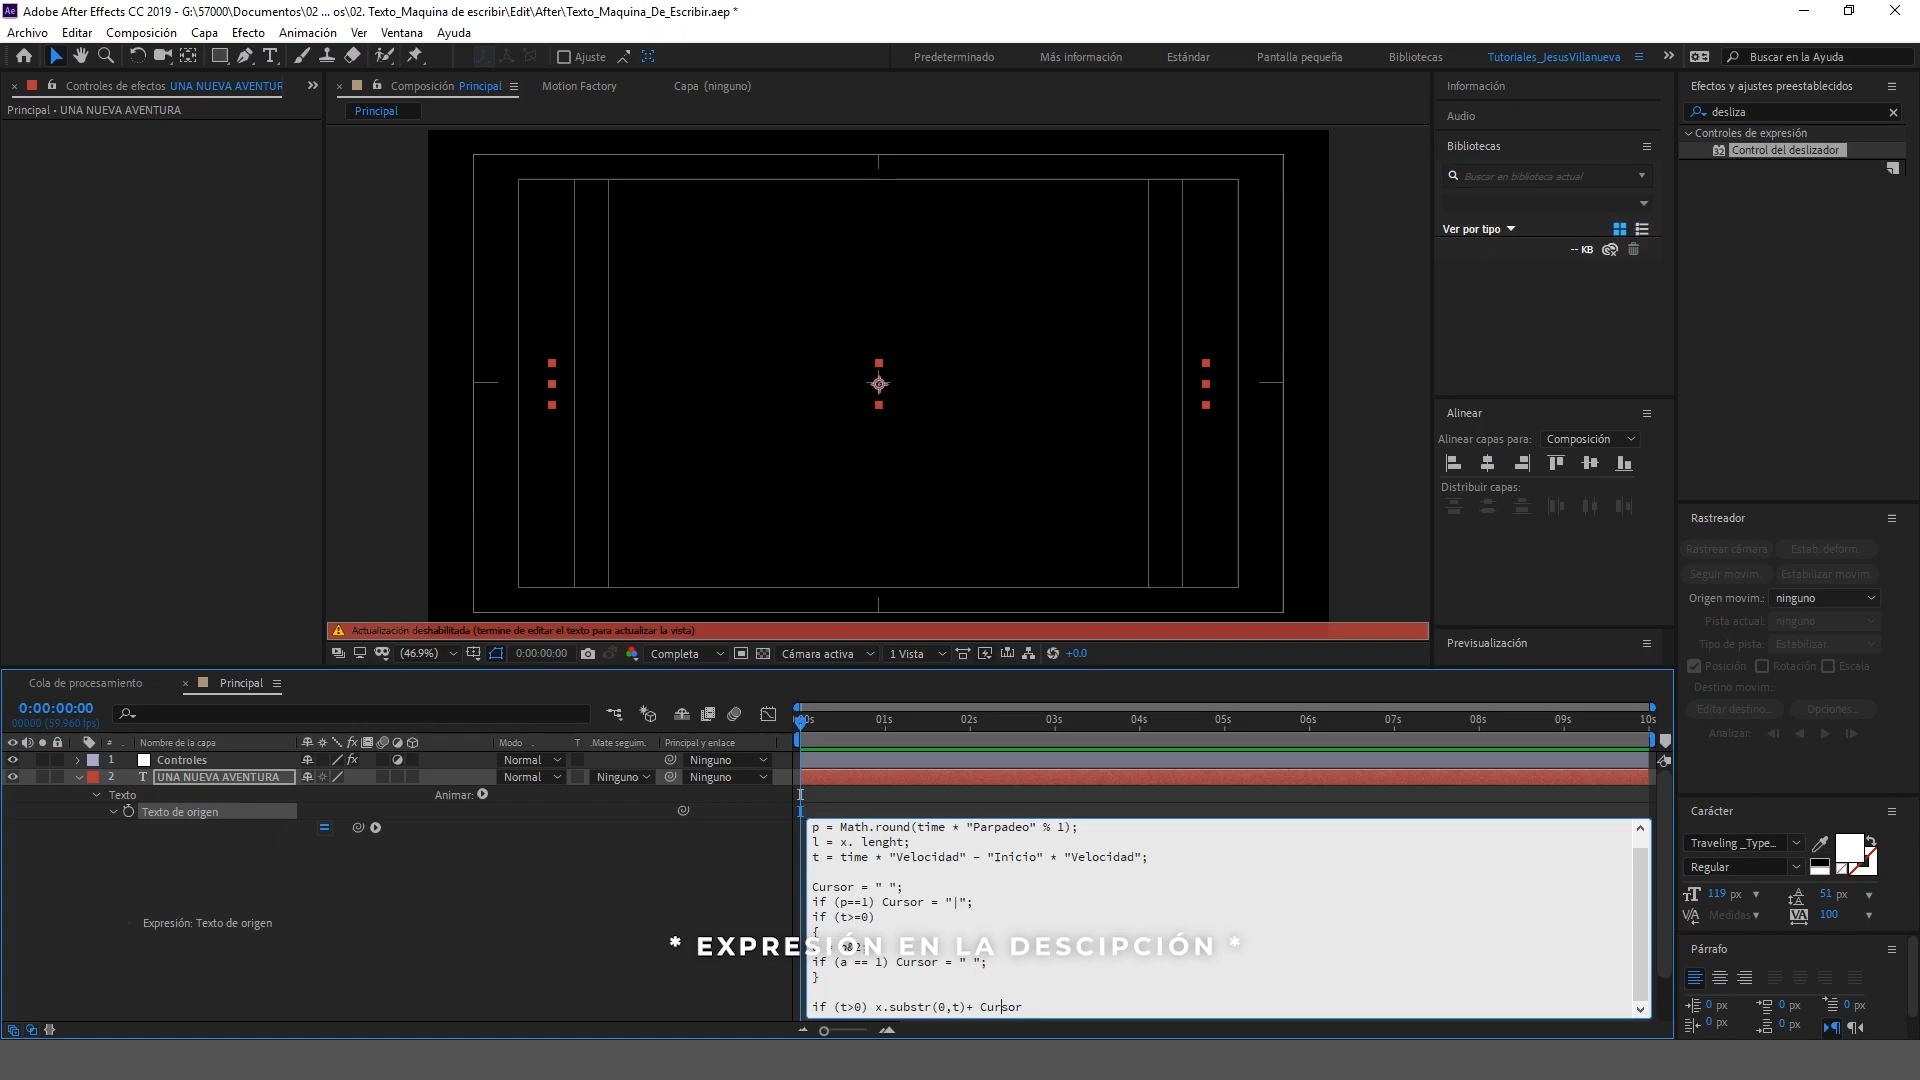 Adobe After Effects CC 2019 - G:\57000\Documentos\02 ... os\02. Texto_Maquina de escribir\Edit\After\Texto_Maquina_De_Escribir.aep *
Archivo Editar Composición Capa Efecto Animación Ver Ventana Ayuda
Ajuste Predeterminado Más información Estándar Pantalla pequeña Bibliotecas Tutoriales_JesusVillanueva Buscar en la Ayuda
Controles de efectos UNA NUEVA AVENTUR
Composición Principal Motion Factory Capa (ninguno)
Principal • UNA NUEVA AVENTURA
Principal
Información
Audio
Bibliotecas
Buscar en biblioteca actual
Ver por tipo
-- KB
Efectos y ajustes preestablecidos
desliza
Controles de expresión
Control del deslizador
Alinear
Alinear capas para: Composición
Distribuir capas:
Rastreador
Rastrear cámara Estab. deform.
Seguir movim. Estabilizar movim.
Origen movim.: ninguno
Pista actual: ninguno
Tipo de pista: Estabilizar
Posición Rotación Escala
Destino movim.:
Editar destino... Opciones...
Analizar:
Actualización deshabilitada (termine de editar el texto para actualizar la vista)
(46.9%) 0:00:00:00 Completa Cámara activa 1 Vista +0.0
Previsualización
Cola de procesamiento Principal
0:00:00:00
00000 (59.960 fps)
00s 01s 02s 03s 04s 05s 06s 07s 08s 09s 10s
# Nombre de la capa Modo T .Mate seguim. Principal y enlace
1 Controles Normal Ninguno
2 T UNA NUEVA AVENTURA Normal Ninguno Ninguno
Texto Animar:
Texto de origen
Expresión: Texto de origen
p = Math.round(time * "Parpadeo" % 1);
l = x. lenght;
t = time * "Velocidad" - "Inicio" * "Velocidad";
Cursor = " ";
if (p==1) Cursor = "|";
if (t>=0)
{
if (a == 1) Cursor = " ";
}
if (t>0) x.substr(0,t)+ Cursor
* EXPRESIÓN EN LA DESCIPCIÓN *
Carácter
Traveling _Type...
Regular
119 px 51 px
Medidas 100
Párrafo
0 px 0 px 0 px
0 px 0 px